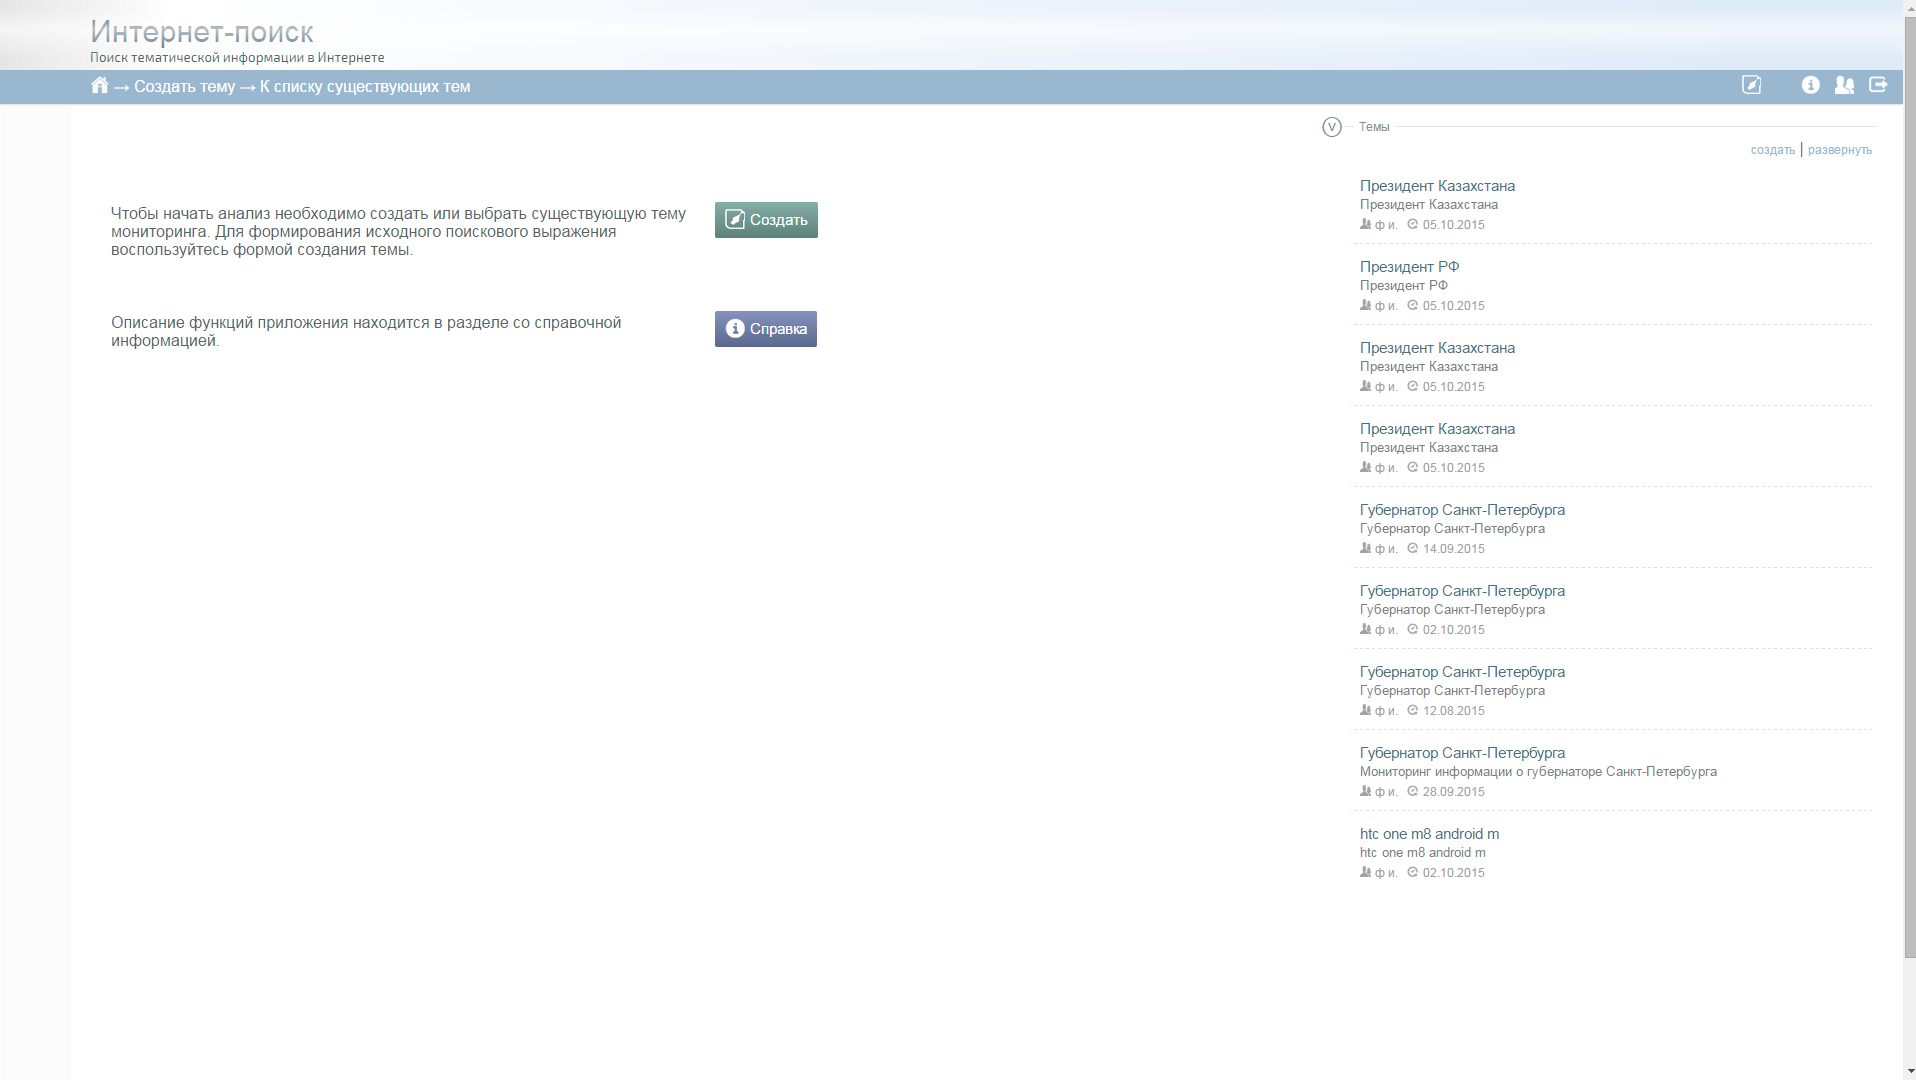 Интернет-поиск
Поиск тематической информации в Интернете
→ Создать тему → К списку существующих тем
V Темы
создать | развернуть
Чтобы начать анализ необходимо создать или выбрать существующую тему
мониторинга. Для формирования исходного поискового выражения
воспользуйтесь формой создания темы.
Создать
Описание функций приложения находится в разделе со справочной
информацией.
Справка
Президент Казахстана
Президент Казахстана
ф и. 05.10.2015
Президент РФ
Президент РФ
ф и. 05.10.2015
Президент Казахстана
Президент Казахстана
ф и. 05.10.2015
Президент Казахстана
Президент Казахстана
ф и. 05.10.2015
Губернатор Санкт-Петербурга
Губернатор Санкт-Петербурга
ф и. 14.09.2015
Губернатор Санкт-Петербурга
Губернатор Санкт-Петербурга
ф и. 02.10.2015
Губернатор Санкт-Петербурга
Губернатор Санкт-Петербурга
ф и. 12.08.2015
Губернатор Санкт-Петербурга
Мониторинг информации о губернаторе Санкт-Петербурга
ф и. 28.09.2015
htc one m8 android m
htc one m8 android m
ф и. 02.10.2015